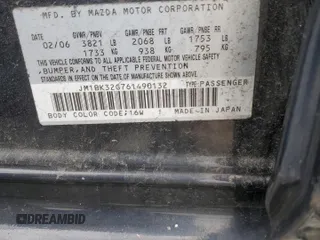 MFD. BY MAZDA MOTOR CORPORATION
GVWR/PNBV GAWR/PNBE GAWR/PNBE
02/06 3821 LB 2068 LB 1753 LB
1733 KG 938 KG 795 KG
THIS VEHICLE CONFORMS TO ALL APPLICABLE FEDERAL MOTOR VEHICLE SAFETY
,BUMPER,AND THEFT PREVENTION
STANDARDS IN EFFECT ON THE DATE OF MANUFACTURE SHOWN ABOVE.
JM1BK32G761490132 TYPE:PASSENGER
BODY COLOR CODE/16W MADE-IN JAPAN
DREAMBID